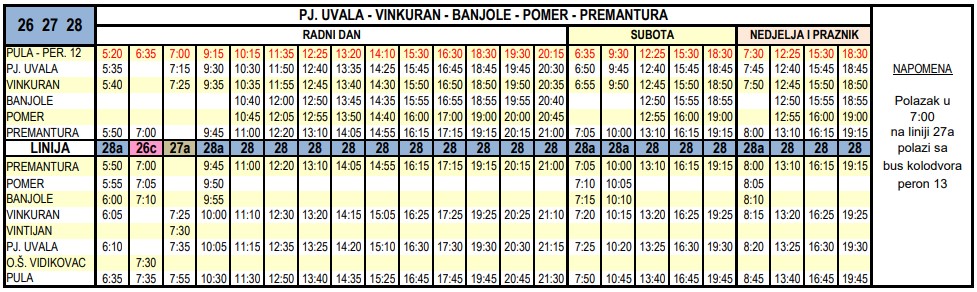 26 27 28
PJ. UVALA - VINKURAN - BANJOLE - POMER - PREMANTURA
RADNI DAN SUBOTA NEDJELJA I PRAZNIK
PULA - PER. 12 5:20 6:35 7:00 9:15 10:15 11:35 12:25 13:20 14:10 15:30 16:30 18:30 19:30 20:15 6:35 9:30 12:25 15:30 18:30 7:30 12:25 15:30 18:30
PJ. UVALA 5:35 7:15 9:30 10:30 11:50 12:40 13:35 14:25 15:45 16:45 18:45 19:45 20:30 6:50 9:45 12:40 15:45 18:45 7:45 12:40 15:45 18:45
VINKURAN 5:40 7:25 9:35 10:35 11:55 12:45 13:40 14:30 15:50 16:50 18:50 19:50 20:35 6:55 9:50 12:45 15:50 18:50 7:50 12:45 15:50 18:50
BANJOLE 10:40 12:00 12:50 13:45 14:35 15:55 16:55 18:55 19:55 20:40 12:50 15:55 18:55 12:50 15:55 18:55
POMER 10:45 12:05 12:55 13:50 14:40 16:00 17:00 19:00 20:00 20:45 12:55 16:00 19:00 12:55 16:00 19:00
PREMANTURA 5:50 7:00 9:45 11:00 12:20 13:10 14:05 14:55 16:15 17:15 19:15 20:15 21:00 7:05 10:00 13:10 16:15 19:15 8:00 13:10 16:15 19:15
LINIJA 28a 26c 27a 28a 28 28 28 28 28 28 28 28 28 28 28a 28a 28 28 28 28a 28 28 28
PREMANTURA 5:50 7:00 9:45 11:00 12:20 13:10 14:05 14:55 16:15 17:15 19:15 20:15 21:00 7:05 10:00 13:10 16:15 19:15 8:00 13:10 16:15 19:15
POMER 5:55 7:05 9:50 7:10 10:05 8:05
BANJOLE 6:00 7:10 9:55 7:15 10:10 8:10
VINKURAN 6:05 7:25 10:00 11:10 12:30 13:20 14:15 15:05 16:25 17:25 19:25 20:25 21:10 7:20 10:15 13:20 16:25 19:25 8:15 13:20 16:25 19:25
VINTIJAN 7:30
PJ. UVALA 6:10 7:35 10:05 11:15 12:35 13:25 14:20 15:10 16:30 17:30 19:30 20:30 21:15 7:25 10:20 13:25 16:30 19:30 8:20 13:25 16:30 19:30
O.Š. VIDIKOVAC 7:30
PULA 6:35 7:35 7:55 10:30 11:30 12:50 13:40 14:35 15:25 16:45 17:45 19:45 20:45 21:30 7:50 10:45 13:40 16:45 19:45 8:45 13:40 16:45 19:45
NAPOMENA
Polazak u
7:00
na liniji 27a
polazi sa
bus kolodvora
peron 13